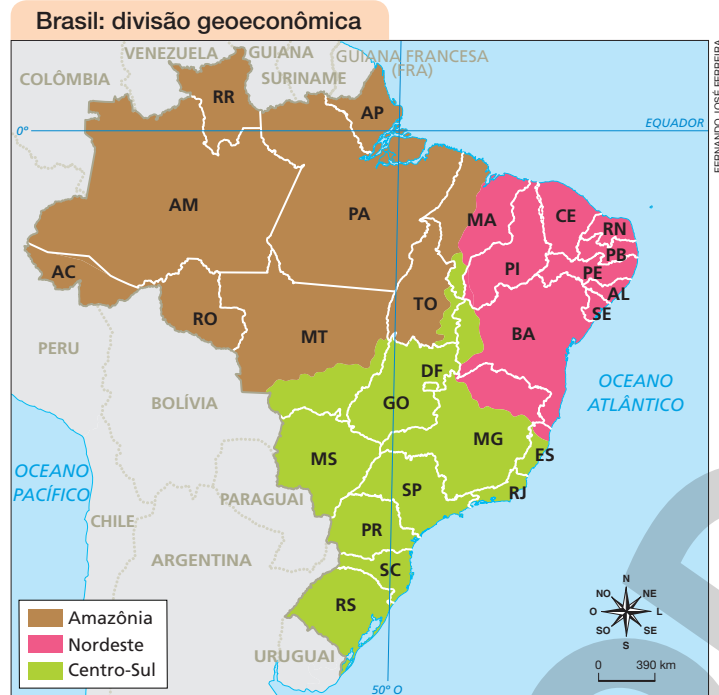 Brasil: divisão geoeconômica
FERNANDO JOSÉ FERREIRA
VENEZUELA
GUIANA
GUIANA FRANCESA
(FRA)
COLÔMBIA
SURINAME
RR
AP
0°
EQUADOR
AM
PA
MA
CE
RN
PB
PI
PE
AL
SE
AC
TO
RO
MT
BA
PERU
DF
BOLÍVIA
GO
OCEANO
ATLÂNTICO
MG
ES
MS
OCEANO
PACÍFICO
SP
RJ
PARAGUAI
CHILE
PR
ARGENTINA
SC
RS
N
NO
NE
O
L
SO
SE
S
Amazônia
Nordeste
Centro-Sul
URUGUAI
0 390 km
50° O